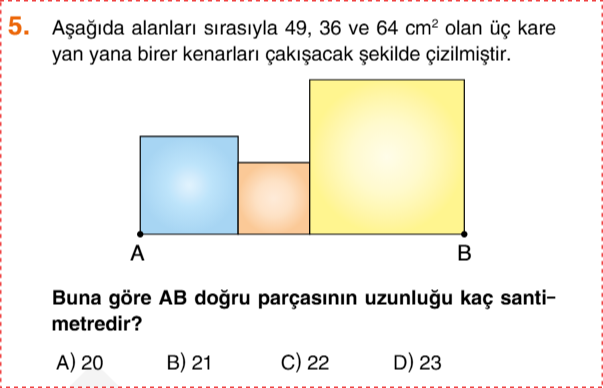 5. Aşağıda alanları sırasıyla 49, 36 ve 64 cm² olan üç kare
yan yana birer kenarları çakışacak şekilde çizilmiştir.
A B
Buna göre AB doğru parçasının uzunluğu kaç santi-
metredir?
A) 20 B) 21 C) 22 D) 23